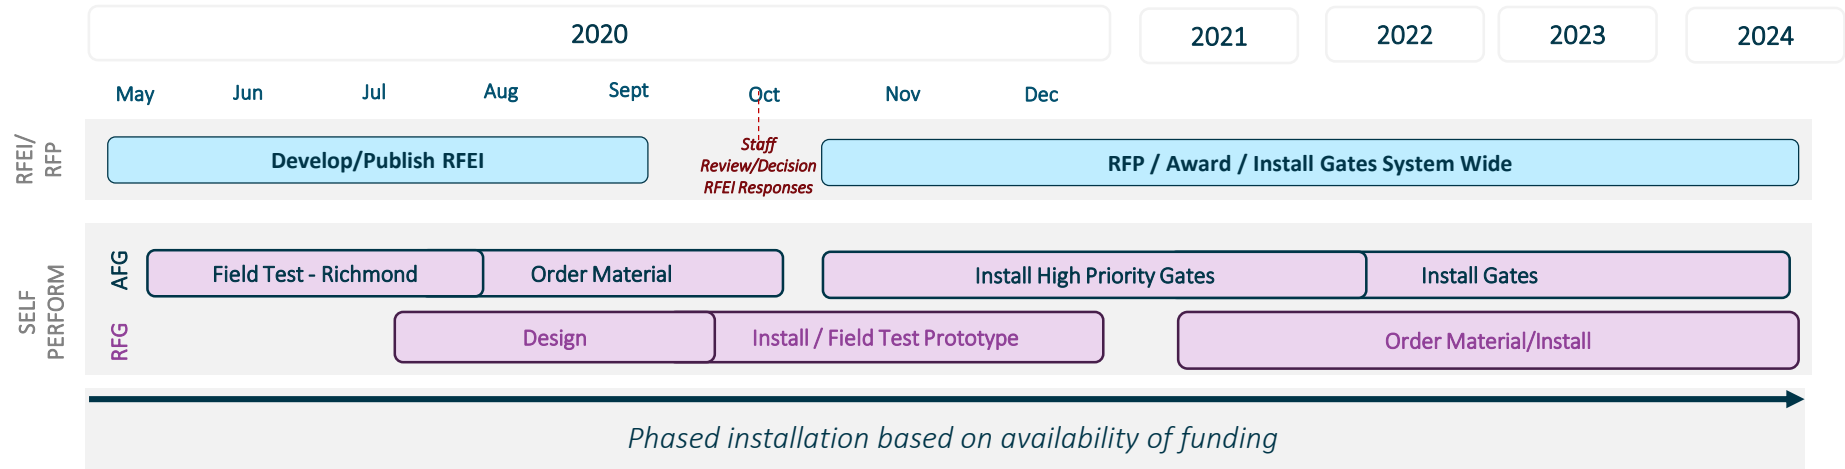 2020
2021
2022
2023
2024
May
Jun
Jul
Aug
Sept
Oct
Nov
Dec
RFEI/
RFP
Develop/Publish RFEI
Staff
Review/Decision
RFEI Responses
RFP / Award / Install Gates System Wide
SELF
PERFORM
AFG
Field Test - Richmond
Order Material
Install High Priority Gates
Install Gates
RFG
Design
Install / Field Test Prototype
Order Material/Install
Phased installation based on availability of funding